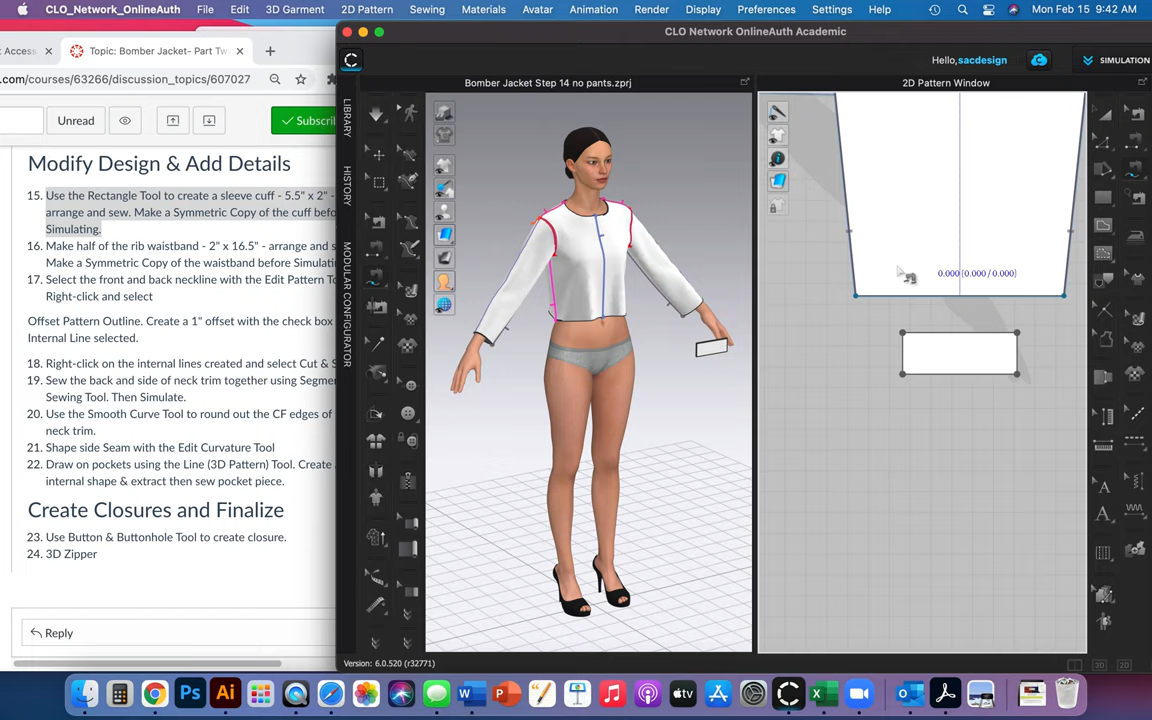 CLO_Network_OnlineAuth File Edit 3D Garment 2D Pattern Sewing Materials Avatar Animation Render Display Preferences Settings Help Mon Feb 15 9:42 AM
Access Topic: Bomber Jacket- Part Tw
.com/courses/63266/discussion_topics/607027
CLO Network OnlineAuth Academic
Hello, sacdesign SIMULATION
Bomber Jacket Step 14 no pants.zprj
2D Pattern Window
Unread
Subscri
LIBRARY
HISTORY
MODULAR CONFIGURATOR
Modify Design & Add Details
15. Use the Rectangle Tool to create a sleeve cuff - 5.5" x 2" -
arrange and sew. Make a Symmetric Copy of the cuff befo
Simulating.
16. Make half of the rib waistband - 2" x 16.5" - arrange and s
Make a Symmetric Copy of the waistband before Simulati
17. Select the front and back neckline with the Edit Pattern To
Right-click and select
Offset Pattern Outline. Create a 1" offset with the check box
Internal Line selected.
18. Right-click on the internal lines created and select Cut & S
19. Sew the back and side of neck trim together using Segme
Sewing Tool. Then Simulate.
20. Use the Smooth Curve Tool to round out the CF edges of
neck trim.
21. Shape side Seam with the Edit Curvature Tool
22. Draw on pockets using the Line (3D Pattern) Tool. Create
internal shape & extract then sew pocket piece.
Create Closures and Finalize
23. Use Button & Buttonhole Tool to create closure.
24. 3D Zipper
Reply
0.000 (0.000 / 0.000)
Version: 6.0.520 (r32771)
3D 2D